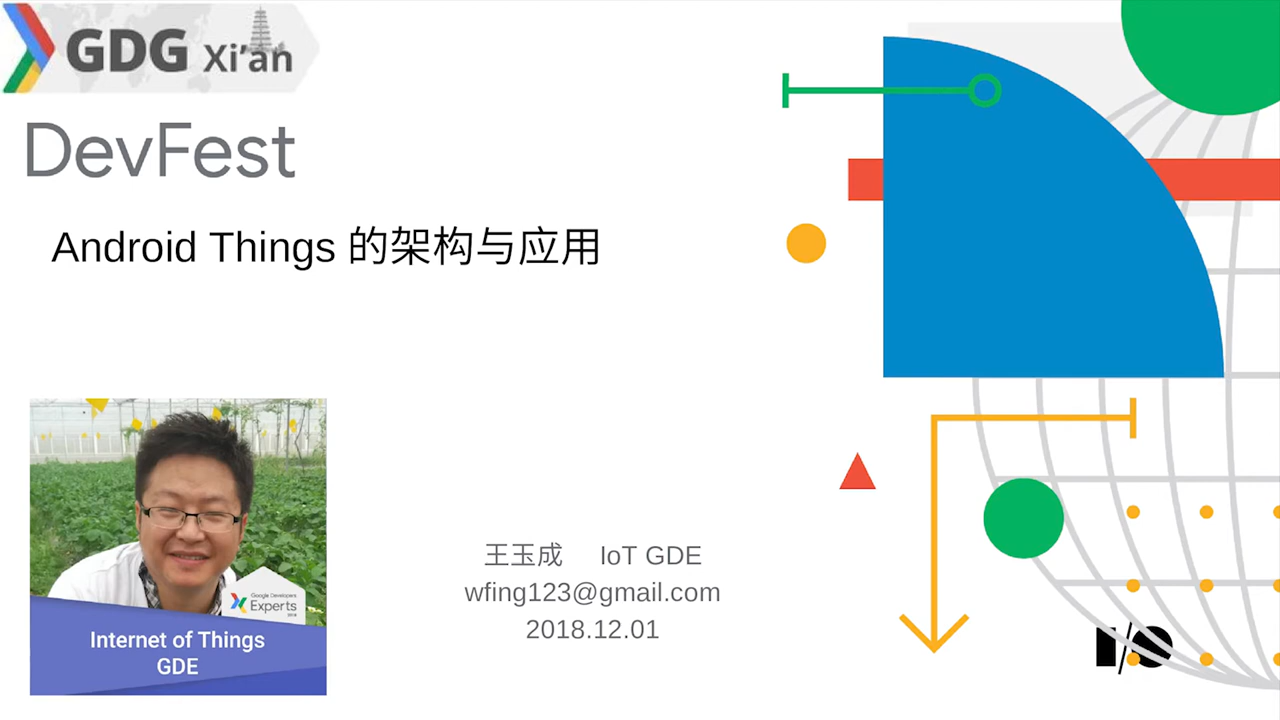 GDG Xi'an
DevFest
Android Things 的架构与应用
Google Developers
Experts
2018
Internet of Things
GDE
王玉成 IoT GDE
wfing123@gmail.com
2018.12.01
I/O